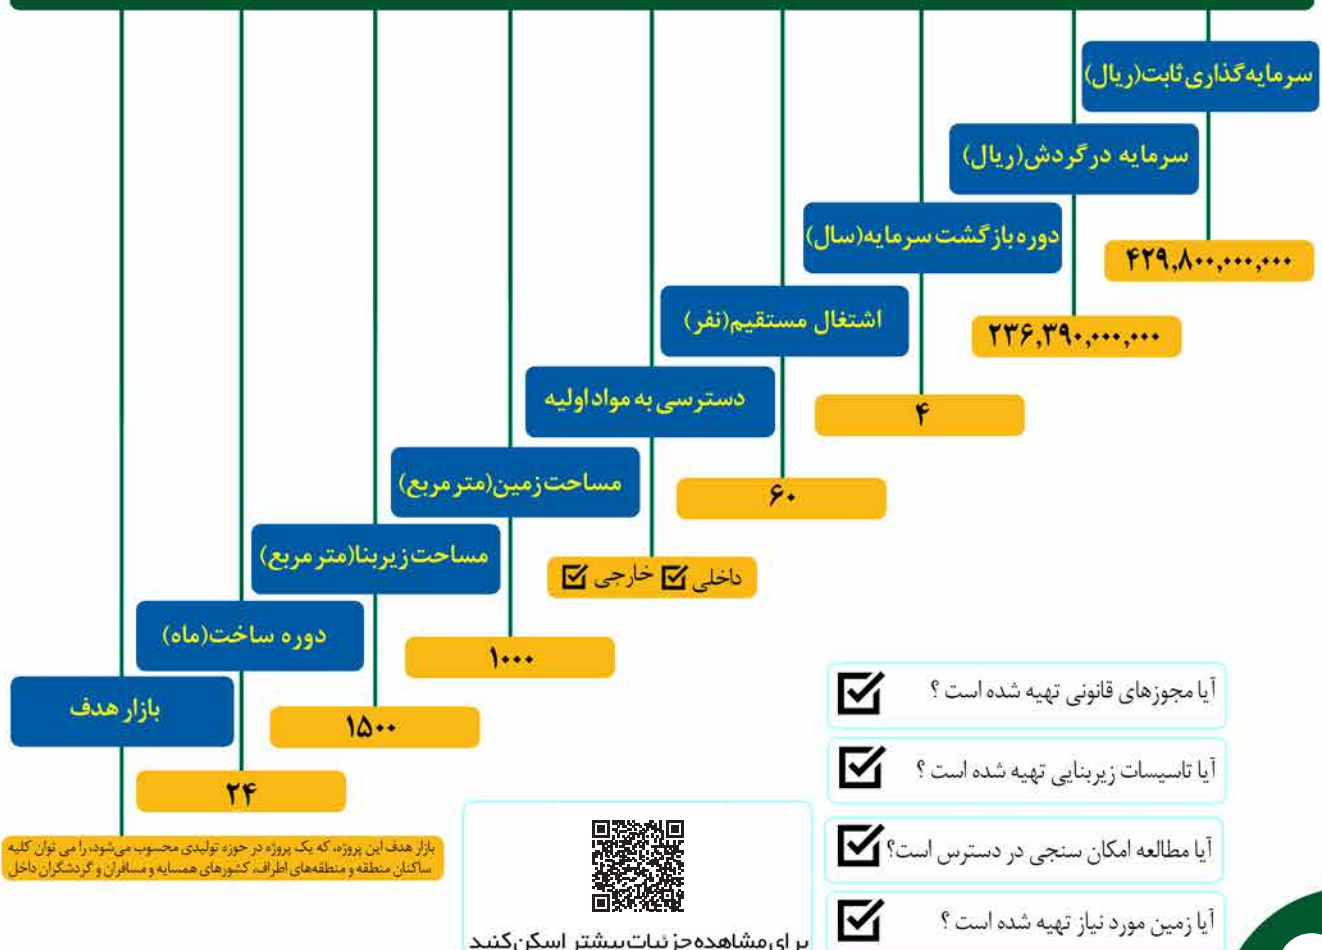 سرمایه گذاری ثابت(ریال)
۴۲۹,۸۰۰,۰۰۰,۰۰۰
سرمایه در گردش(ریال)
۲۳۶,۳۹۰,۰۰۰,۰۰۰
دوره بازگشت سرمایه(سال)
۴
اشتغال مستقیم(نفر)
۶۰
دسترسی به مواد اولیه
داخلی ☑ خارجی ☑
مساحت زمین(متر مربع)
۱۰۰۰
مساحت زیربنا(متر مربع)
۱۵۰۰
دوره ساخت(ماه)
۲۴
بازار هدف
بازار هدف این پروژه، که یک پروژه در حوزه تولیدی محسوب می‌شود، را می توان کلیه
ساکنان منطقه و منطقه‌های اطراف، کشورهای همسایه و مسافران و گردشگران داخل
آیا مجوزهای قانونی تهیه شده است ؟ ☑
آیا تاسیسات زیربنایی تهیه شده است ؟ ☑
آیا مطالعه امکان سنجی در دسترس است؟ ☑
آیا زمین مورد نیاز تهیه شده است ؟ ☑
برای مشاهده جزئیات بیشتر اسکن کنید